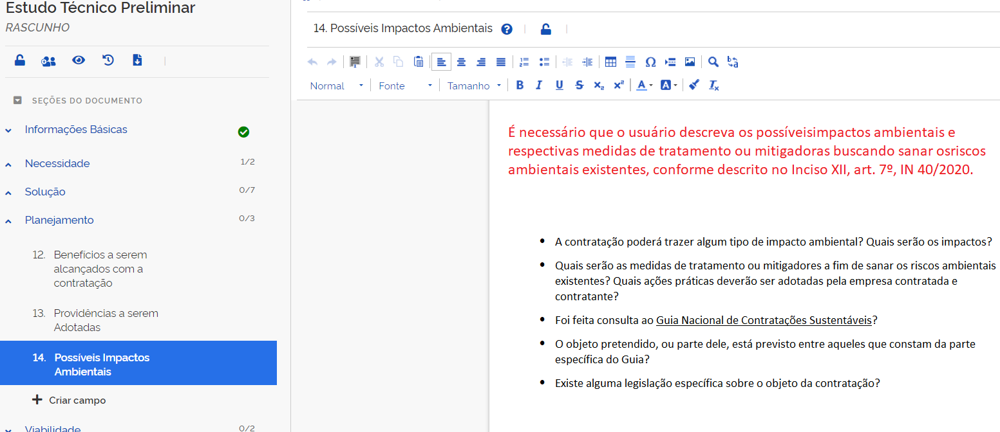 Estudo Técnico Preliminar
RASCUNHO
SEÇÕES DO DOCUMENTO
Informações Básicas
Necessidade 1/2
Solução 0/7
Planejamento 0/3
12. Benefícios a serem
alcançados com a
contratação
13. Providências a serem
Adotadas
14. Possíveis Impactos
Ambientais
Criar campo
Viabilidade 0/2
14. Possíveis Impactos Ambientais
Normal Fonte Tamanho
É necessário que o usuário descreva os possíveisimpactos ambientais e
respectivas medidas de tratamento ou mitigadoras buscando sanar osriscos
ambientais existentes, conforme descrito no Inciso XII, art. 7º, IN 40/2020.
• A contratação poderá trazer algum tipo de impacto ambiental? Quais serão os impactos?
• Quais serão as medidas de tratamento ou mitigadores a fim de sanar os riscos ambientais
existentes? Quais ações práticas deverão ser adotadas pela empresa contratada e
contratante?
• Foi feita consulta ao Guia Nacional de Contratações Sustentáveis?
• O objeto pretendido, ou parte dele, está previsto entre aqueles que constam da parte
específica do Guia?
• Existe alguma legislação específica sobre o objeto da contratação?